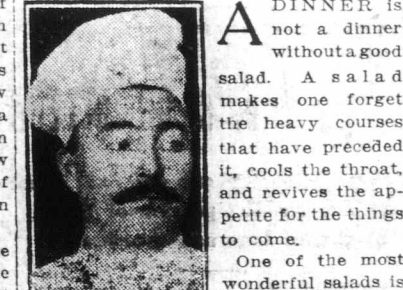 A DINNER is
not a dinner
without a good
salad. A salad
makes one forget
the heavy courses
that have preceded
it, cools the throat,
and revives the ap-
petite for the things
to come.
One of the most
wonderful salads is